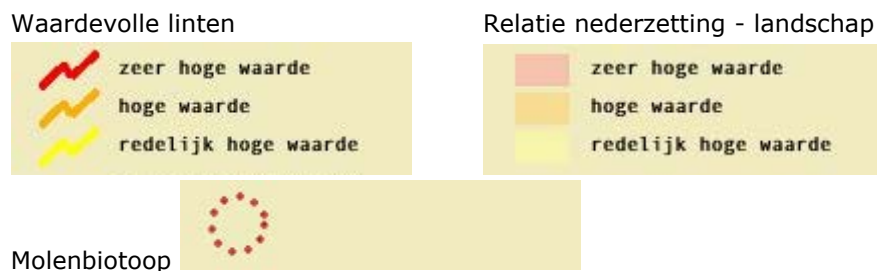 Waardevolle linten
zeer hoge waarde
hoge waarde
redelijk hoge waarde
Relatie nederzetting - landschap
zeer hoge waarde
hoge waarde
redelijk hoge waarde
Molenbiotoop